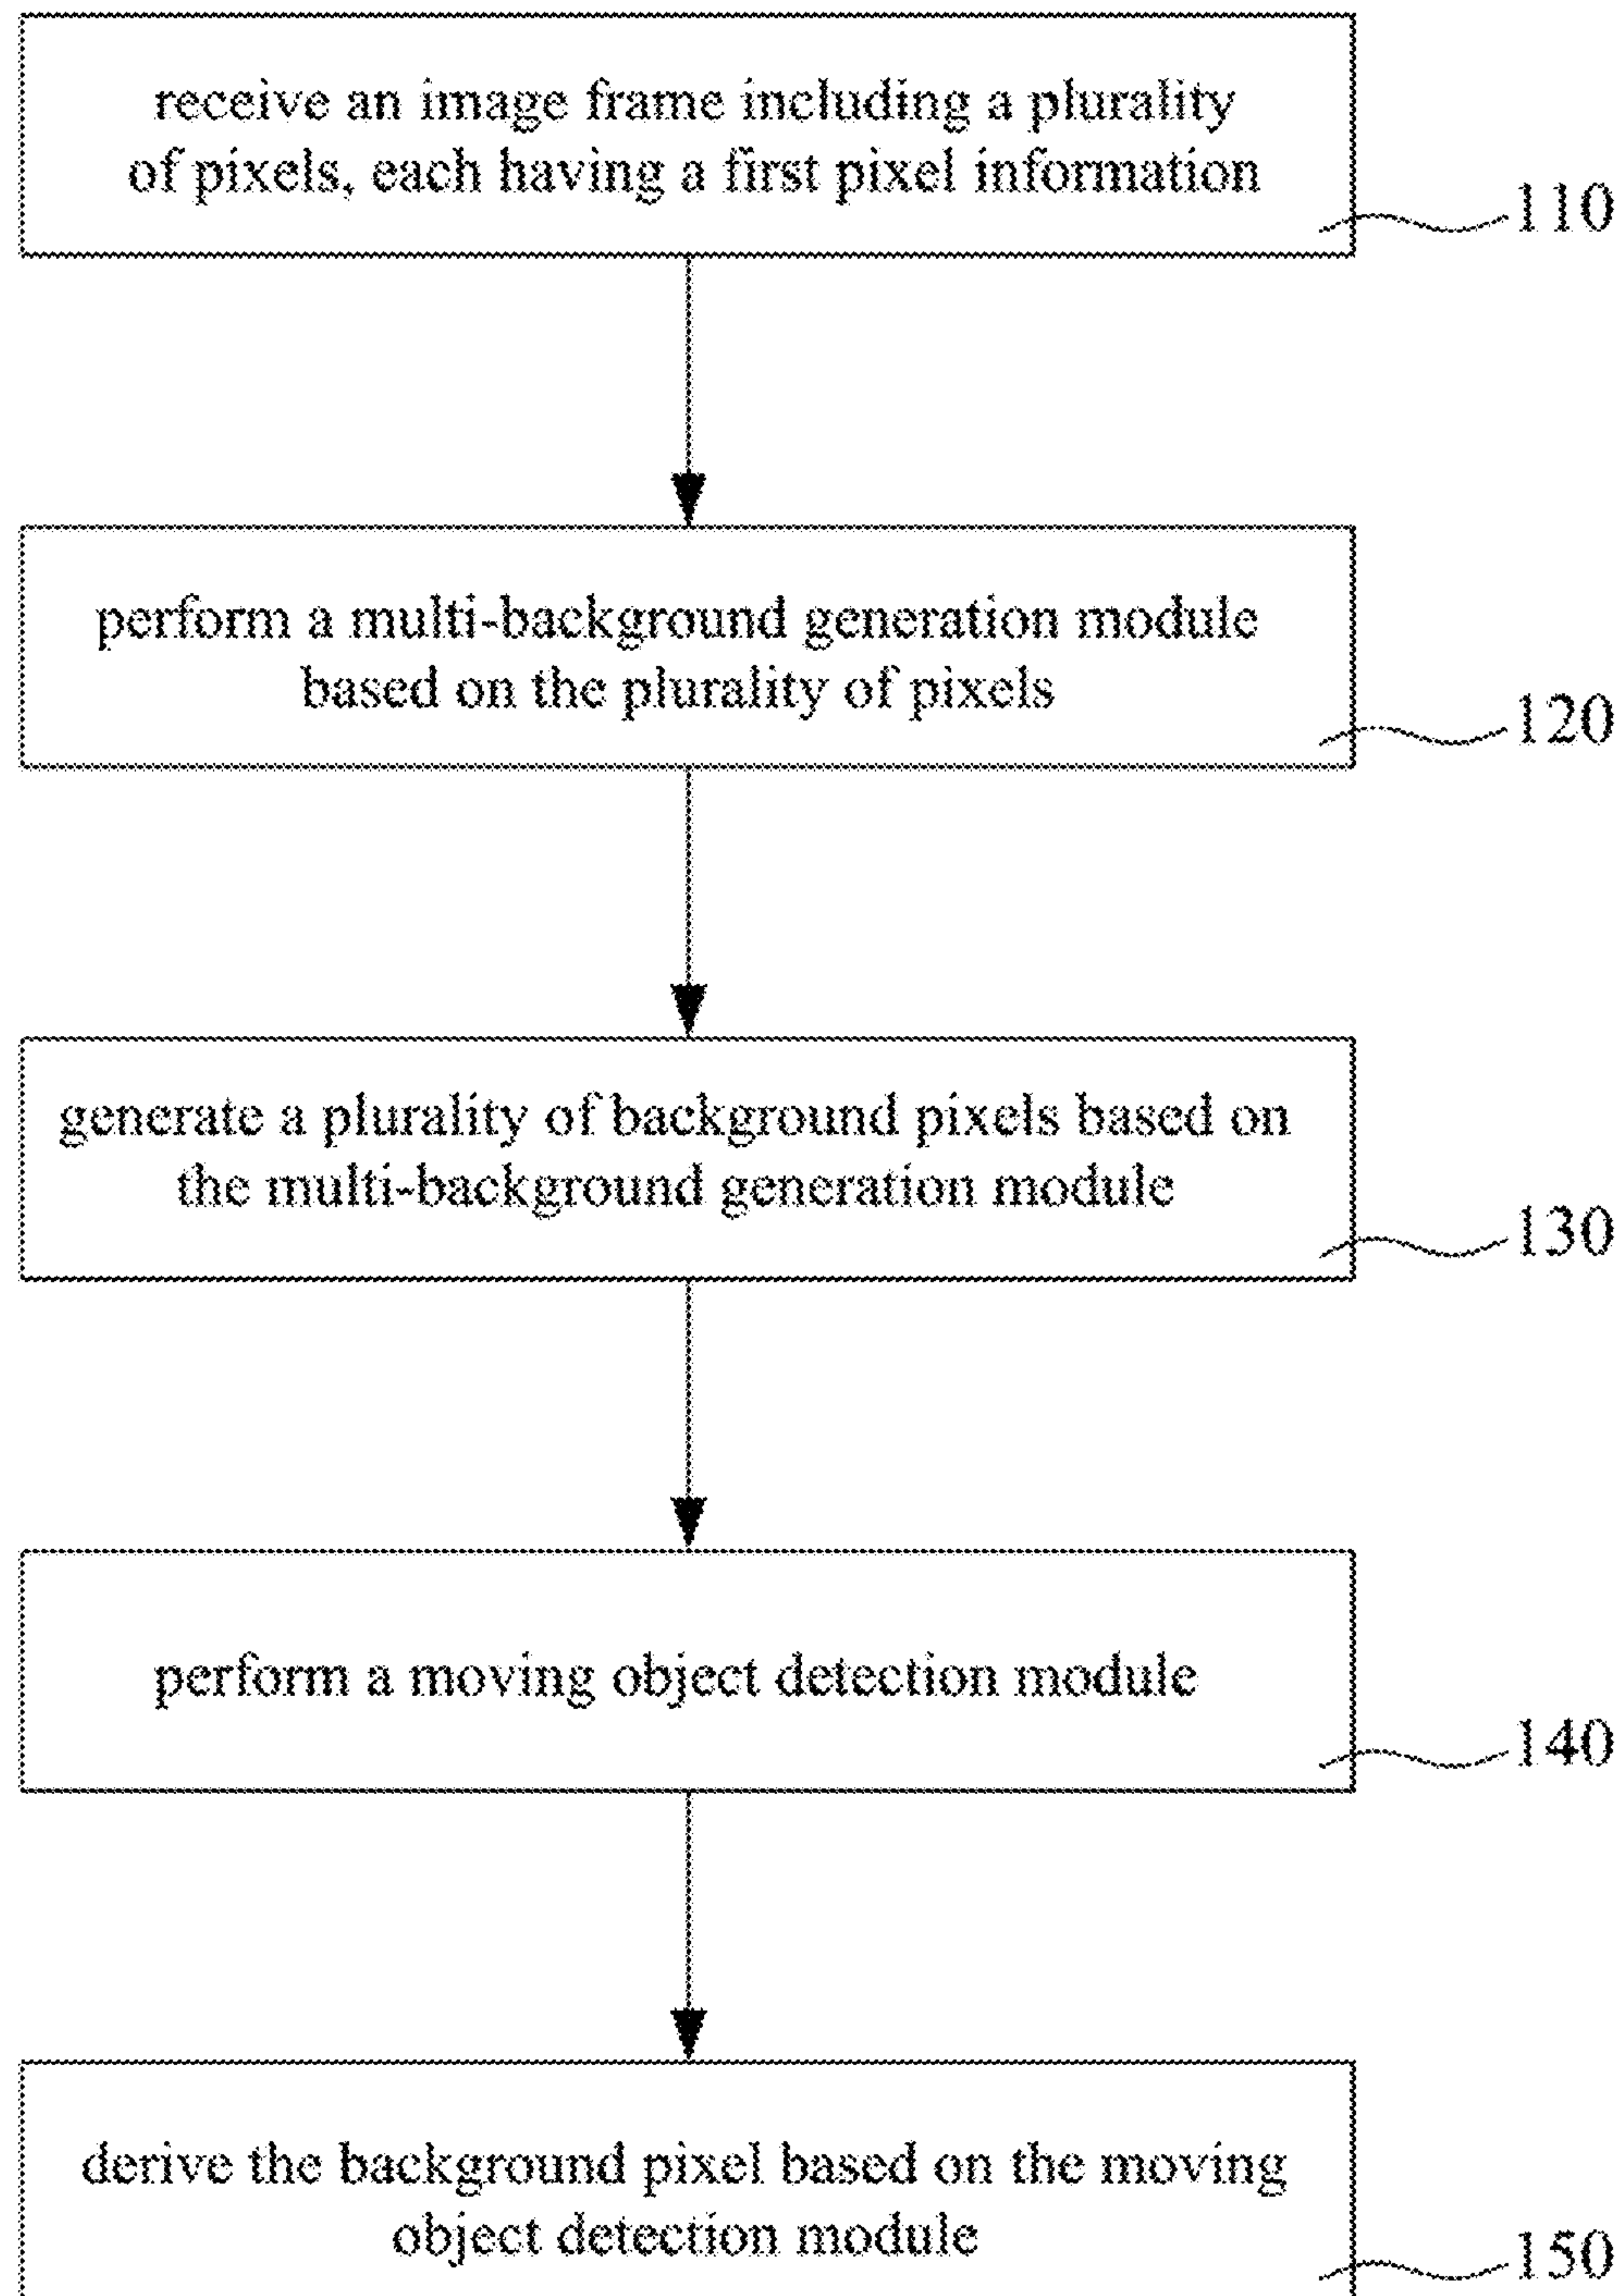 receive an image frame including a plurality
of pixels, each having a first pixel information
110
perform a multi-background generation module
based on the plurality of pixels
120
generate a plurality of background pixels based on
the multi-background generation module
130
perform a moving object detection module
140
derive the background pixel based on the moving
object detection module
150